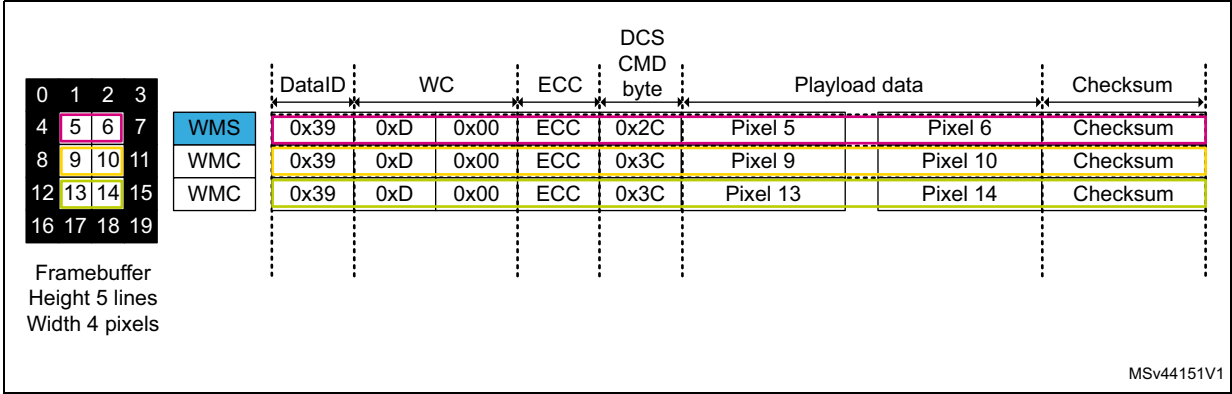 DCS
CMD
DataID WC ECC byte Playload data Checksum
0 1 2 3
4 5 6 7 WMS 0x39 0xD 0x00 ECC 0x2C Pixel 5 Pixel 6 Checksum
8 9 10 11 WMC 0x39 0xD 0x00 ECC 0x3C Pixel 9 Pixel 10 Checksum
12 13 14 15 WMC 0x39 0xD 0x00 ECC 0x3C Pixel 13 Pixel 14 Checksum
16 17 18 19
Framebuffer
Height 5 lines
Width 4 pixels
MSv44151V1